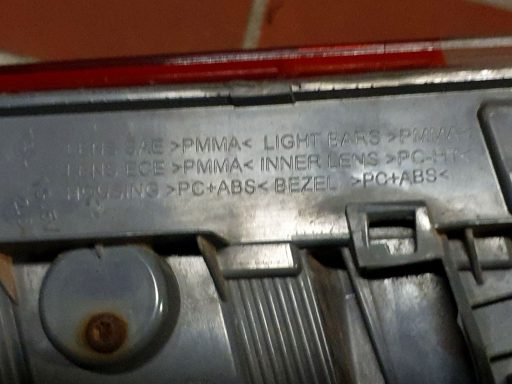 LENS SAE >PMMA< LIGHT BARS >PMMA<
LENS ECE >PMMA< INNER LENS >PC-HT<
HOUSING >PC+ABS< BEZEL >PC+ABS<